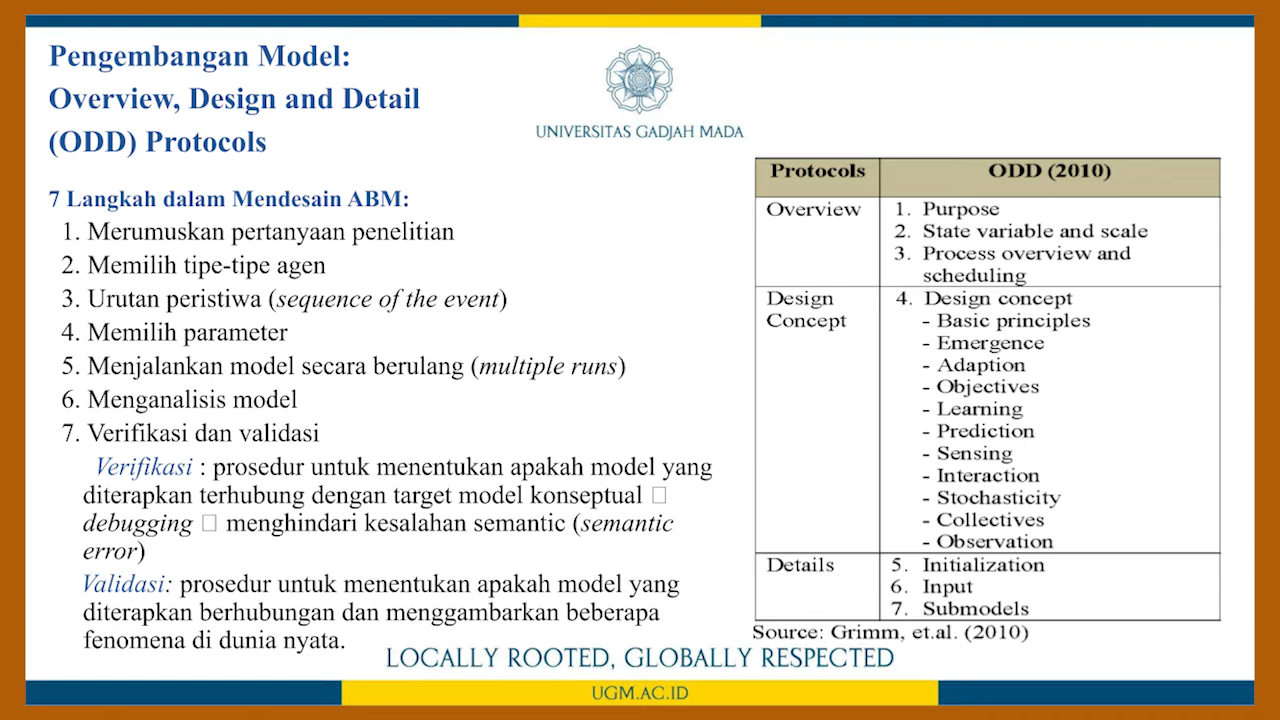 Pengembangan Model:
Overview, Design and Detail
(ODD) Protocols
UNIVERSITAS GADJAH MADA
7 Langkah dalam Mendesain ABM:
1. Merumuskan pertanyaan penelitian
2. Memilih tipe-tipe agen
3. Urutan peristiwa (sequence of the event)
4. Memilih parameter
5. Menjalankan model secara berulang (multiple runs)
6. Menganalisis model
7. Verifikasi dan validasi
Verifikasi : prosedur untuk menentukan apakah model yang
diterapkan terhubung dengan target model konseptual □
debugging □ menghindari kesalahan semantic (semantic
error)
Validasi: prosedur untuk menentukan apakah model yang
diterapkan berhubungan dan menggambarkan beberapa
fenomena di dunia nyata.
Protocols ODD (2010)
Overview 1. Purpose
2. State variable and scale
3. Process overview and
scheduling
Design 4. Design concept
Concept - Basic principles
- Emergence
- Adaption
- Objectives
- Learning
- Prediction
- Sensing
- Interaction
- Stochasticity
- Collectives
- Observation
Details 5. Initialization
6. Input
7. Submodels
Source: Grimm, et.al. (2010)
LOCALLY ROOTED, GLOBALLY RESPECTED
UGM.AC.ID